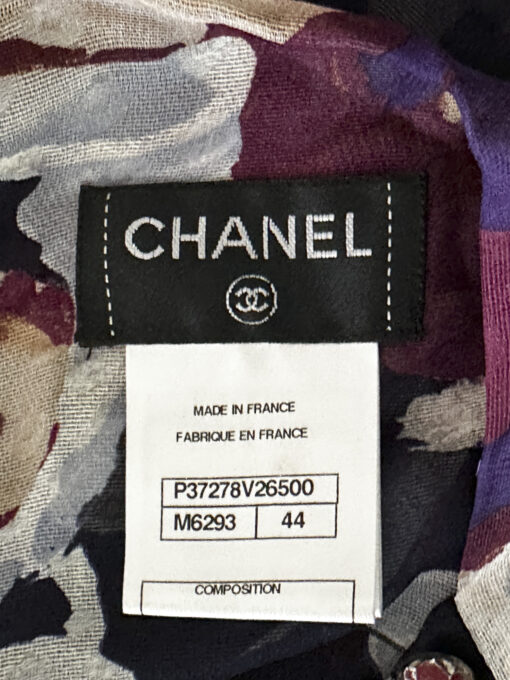 CHANEL
MADE IN FRANCE
FABRIQUE EN FRANCE
P37278V26500
M6293 44
COMPOSITION